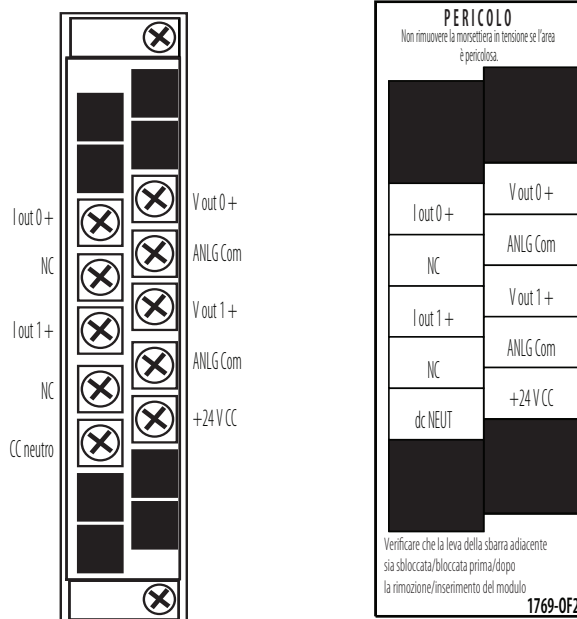 I out 0 +
NC
I out 1 +
NC
CC neutro
V out 0 +
ANLG Com
V out 1 +
ANLG Com
+24 V CC
PERICOLO
Non rimuovere la morsettiera in tensione se l'area
è pericolosa.
I out 0 +
NC
I out 1 +
NC
dc NEUT
V out 0 +
ANLG Com
V out 1 +
ANLG Com
+24 V CC
Verificare che la leva della sbarra adiacente
sia sbloccata/bloccata prima/dopo
la rimozione/inserimento del modulo
1769-OF2